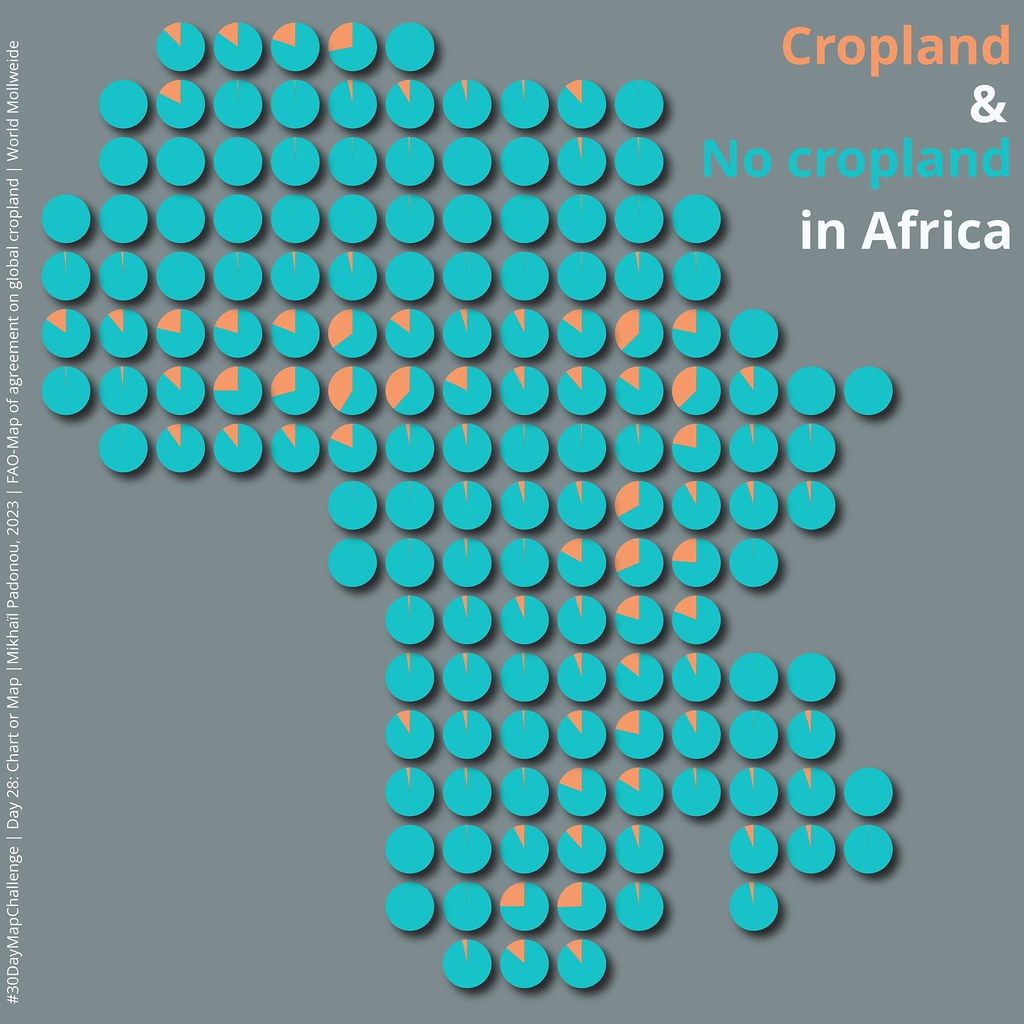 Cropland
&
No cropland
in Africa
#30DayMapChallenge | Day 28: Chart or Map |Mikhaïl Padonou, 2023 | FAO-Map of agreement on global cropland | World Mollweide